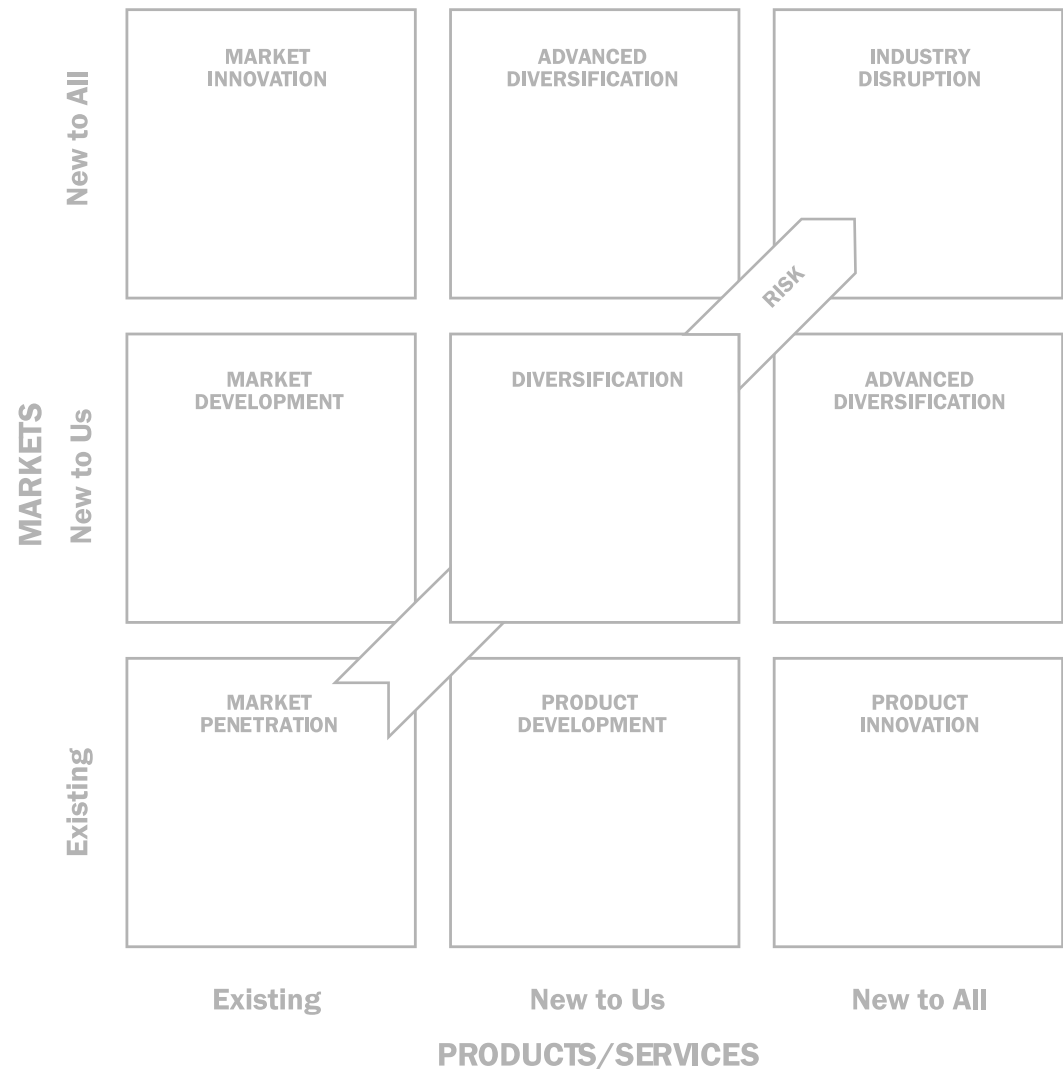 MARKET
INNOVATION
ADVANCED
DIVERSIFICATION
INDUSTRY
DISRUPTION
New to All
RISK
MARKET
DEVELOPMENT
DIVERSIFICATION
ADVANCED
DIVERSIFICATION
MARKETS
New to Us
MARKET
PENETRATION
PRODUCT
DEVELOPMENT
PRODUCT
INNOVATION
Existing
Existing
New to Us
New to All
PRODUCTS/SERVICES